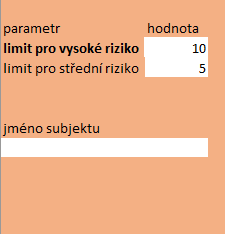 parametr hodnota
limit pro vysoké riziko 10
limit pro střední riziko 5
jméno subjektu